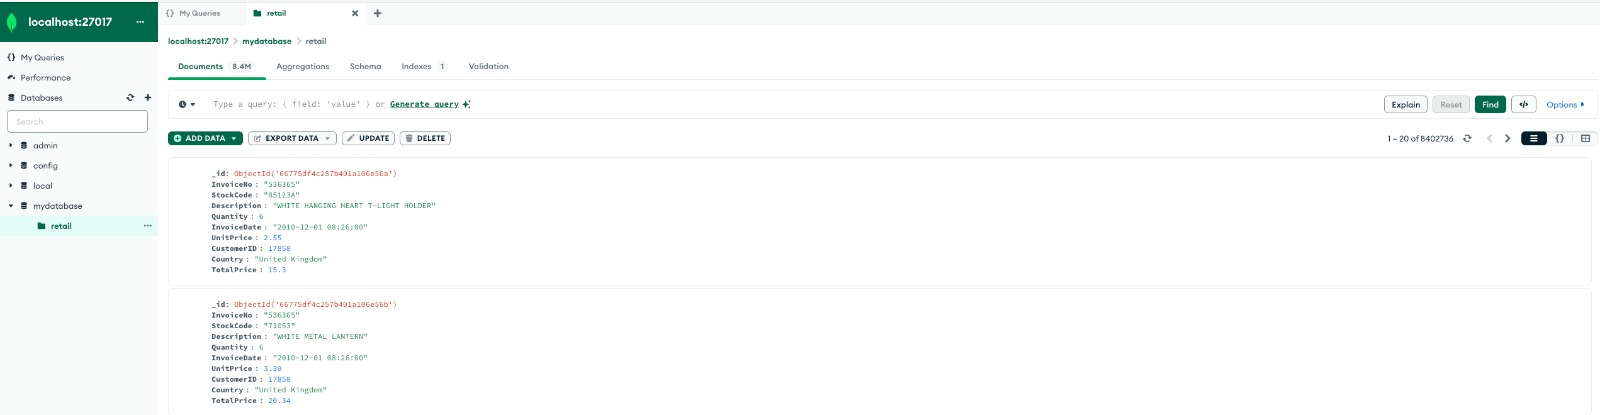 localhost:27017
My Queries
Performance
Databases
Search
admin
config
local
mydatabase
retail
{} My Queries
retail
localhost:27017 > mydatabase > retail
Documents 8.4M Aggregations Schema Indexes 1 Validation
Type a query: { field: 'value' } or Generate query
Explain Reset Find </> Options
ADD DATA EXPORT DATA UPDATE DELETE
1 – 20 of 8402736 {}
_id: ObjectId('66775df4c257b401a106e56a')
InvoiceNo : "536365"
StockCode : "85123A"
Description : "WHITE HANGING HEART T-LIGHT HOLDER"
Quantity : 6
InvoiceDate : "2010-12-01 08:26:00"
UnitPrice : 2.55
CustomerID : 17850
Country : "United Kingdom"
TotalPrice : 15.3
_id: ObjectId('66775df4c257b401a106e56b')
InvoiceNo : "536365"
StockCode : "71053"
Description : "WHITE METAL LANTERN"
Quantity : 6
InvoiceDate : "2010-12-01 08:26:00"
UnitPrice : 3.39
CustomerID : 17850
Country : "United Kingdom"
TotalPrice : 20.34